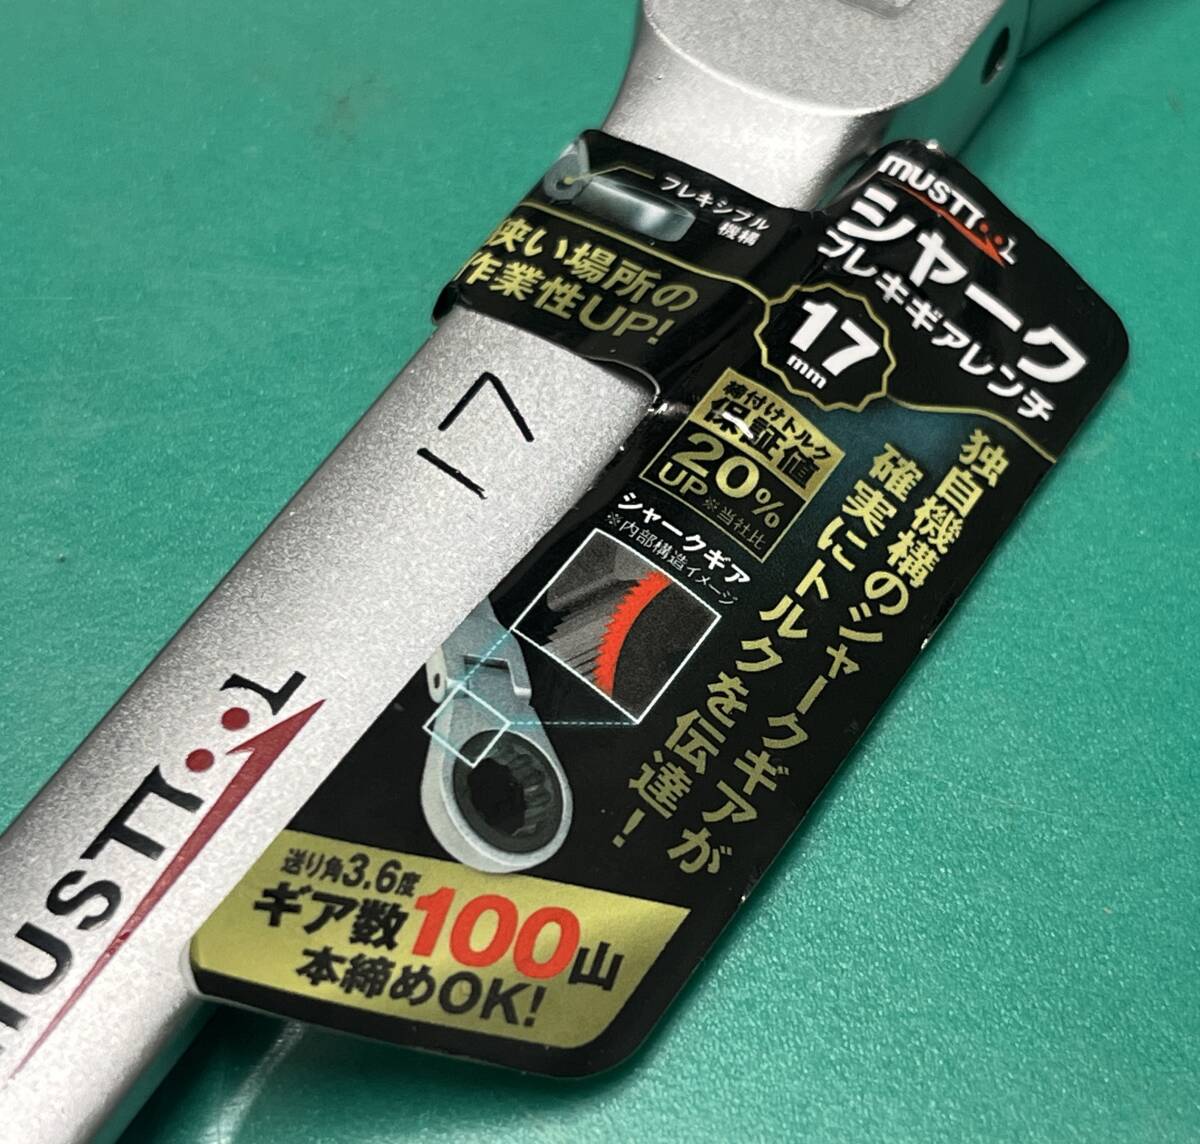 フレキシブル
機構
狭い場所の
作業性UP!
MUSTTOOL
シャーク
フレキギアレンチ
17
mm
締付けトルク
保証値
20%
UP ※当社比
シャークギア
※内部構造イメージ
独自機構のシャークギアが
確実にトルクを伝達!
送り角3.6度
ギア数100山
本締めOK!
17
MUSTTOOL